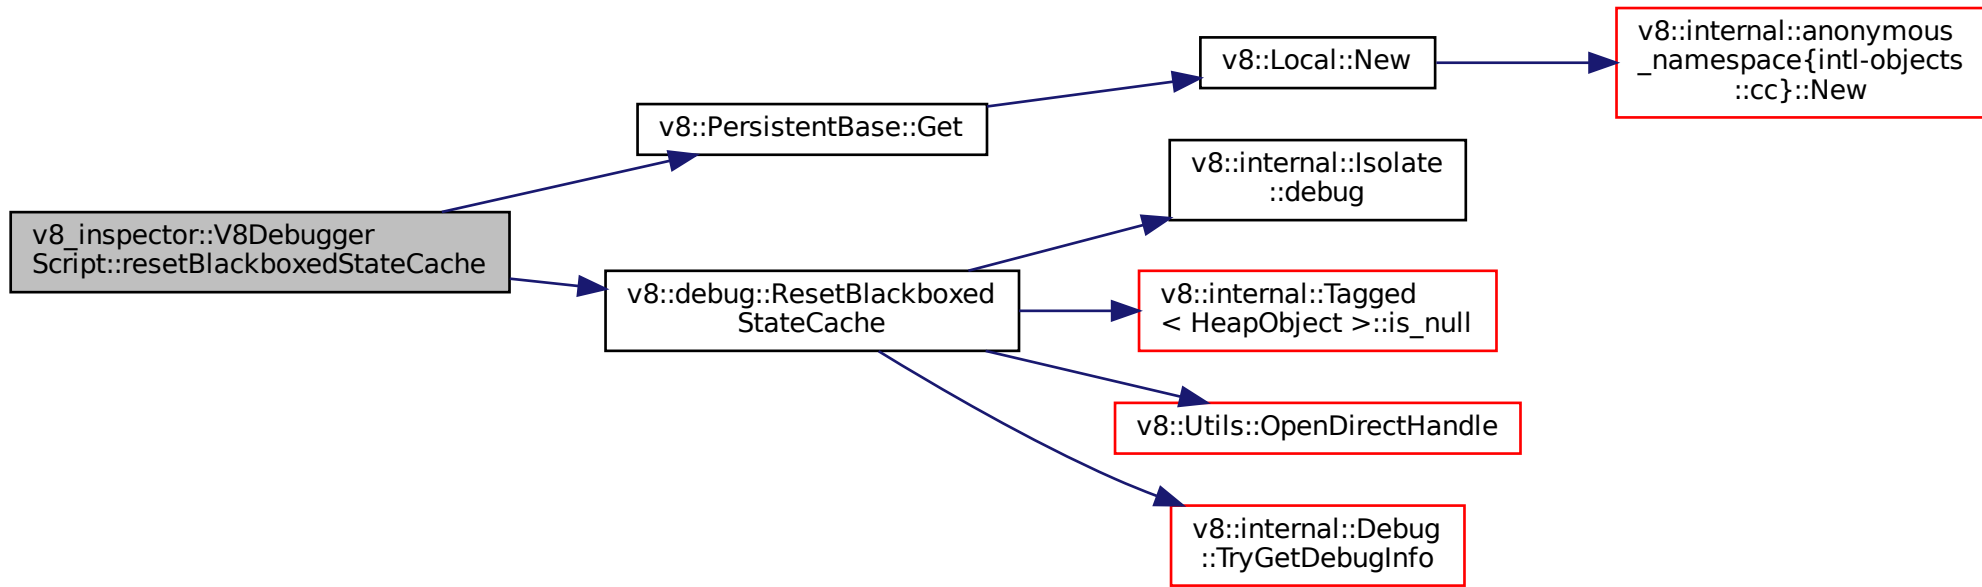 v8_inspector::V8Debugger
Script::resetBlackboxedStateCache
v8::PersistentBase::Get
v8::Local::New
v8::internal::anonymous
_namespace{intl-objects
::cc}::New
v8::debug::ResetBlackboxed
StateCache
v8::internal::Isolate
::debug
v8::internal::Tagged
< HeapObject >::is_null
v8::Utils::OpenDirectHandle
v8::internal::Debug
::TryGetDebugInfo